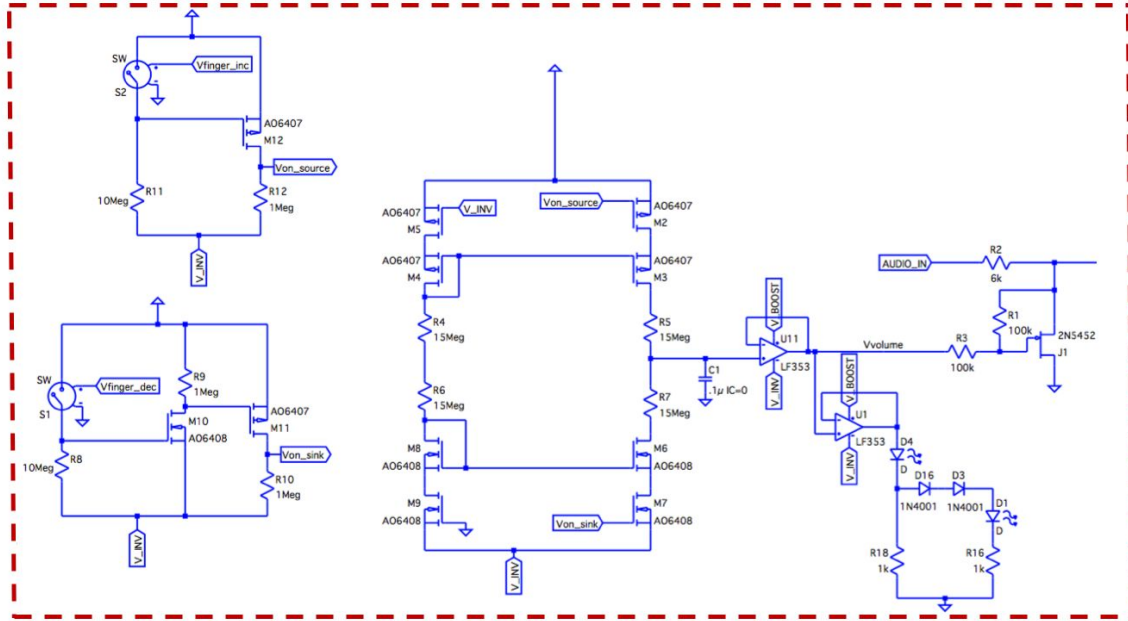 SW
Vfinger_inc
S2
AO6407
M12
Von_source
R11
10Meg
R12
1Meg
V_INV
SW
Vfinger_dec
S1
R9
1Meg
M10
AO6408
AO6407
M11
Von_sink
R8
10Meg
R10
1Meg
V_INV
AO6407
M5
V_INV
Von_source
AO6407
M2
AO6407
M4
AO6407
M3
R4
15Meg
R5
15Meg
R6
15Meg
R7
15Meg
C1
.1µ IC=0
M8
AO6408
M6
AO6408
M9
AO6408
Von_sink
M7
AO6408
V_INV
V_BOOST
U11
LF353
V_INV
Vvolume
V_BOOST
U1
LF353
V_INV
AUDIO_IN
R2
6k
R1
100k
R3
100k
2N5452
J1
D4
D
D16
1N4001
D3
1N4001
D1
D
R18
1k
R16
1k